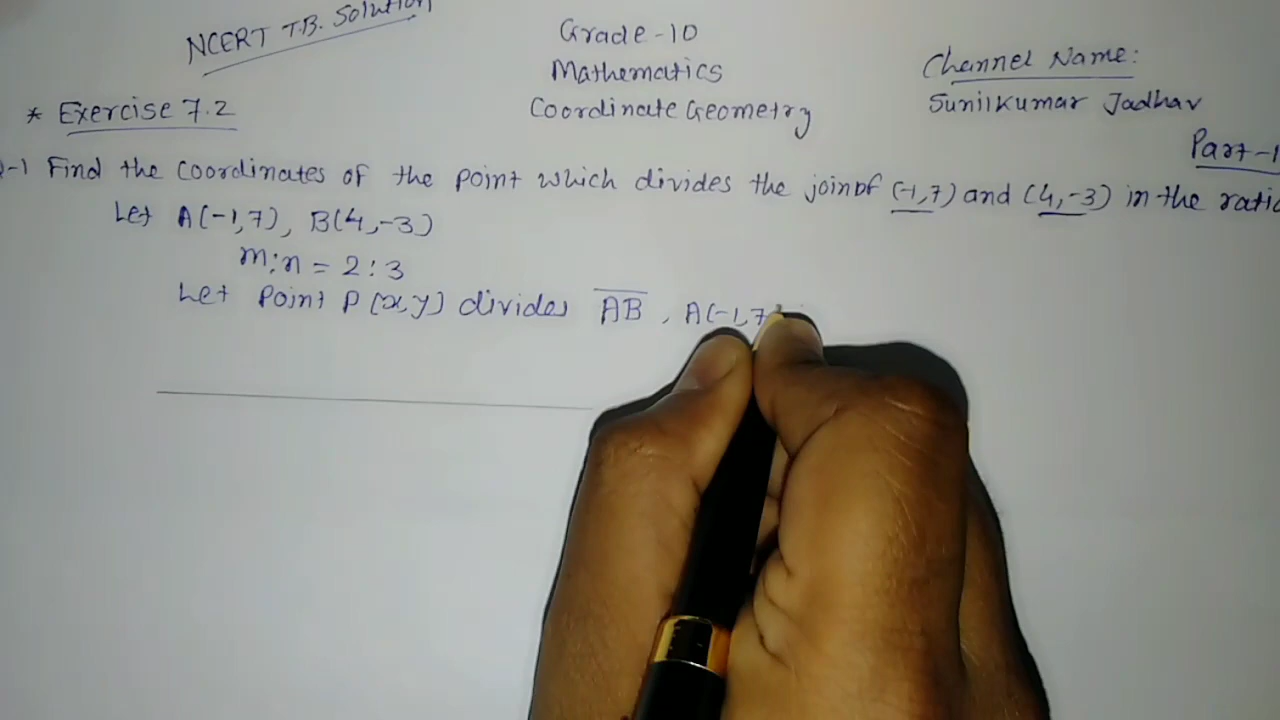 NCERT T.B. Solution
Grade-10
Mathematics
Coordinate Geometry
Channel Name:
Sunilkumar Jadhav
Part-1
* Exercise 7.2
-1 Find the coordinates of the point which divides the join of (-1,7) and (4,-3) in the ratio
Let A(-1,7), B(4,-3)
m:n = 2:3
Let point P(x,y) divides AB, A(-1,7